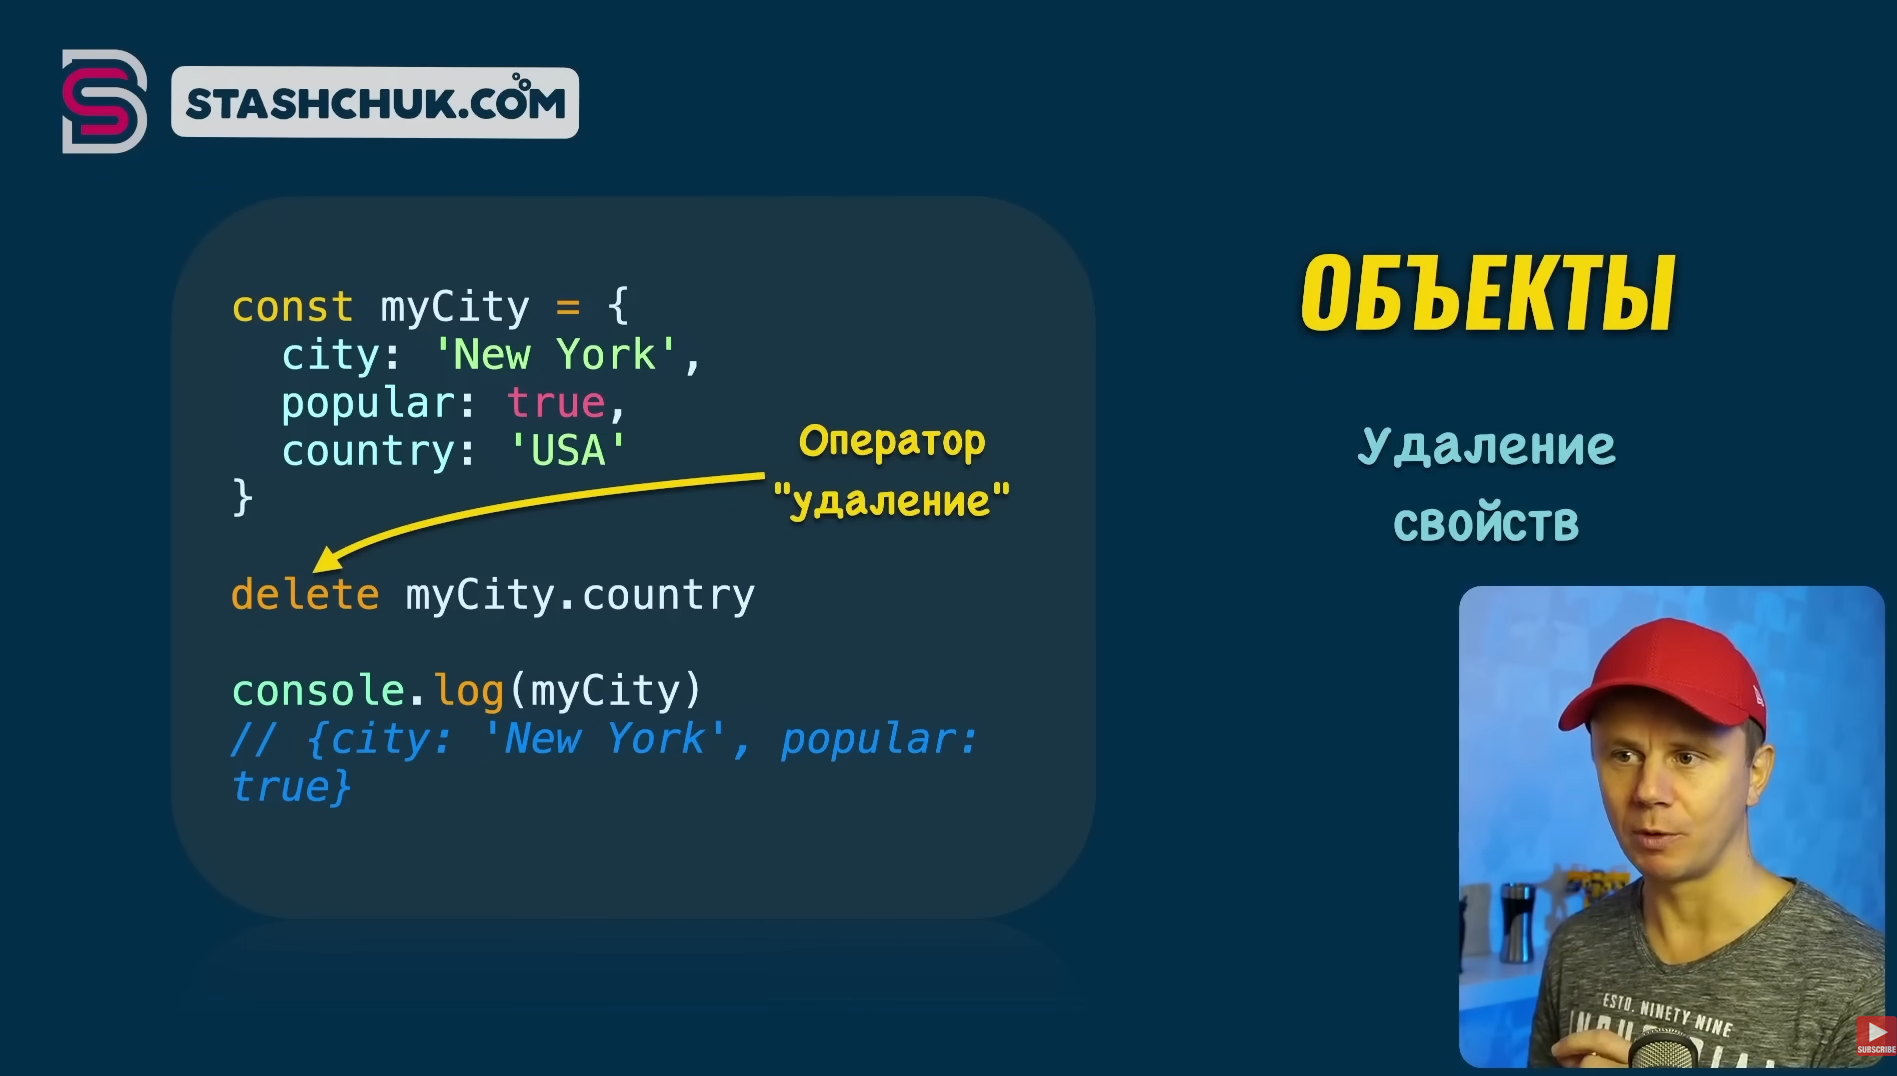 STASHCHUK.COM
const myCity = {
  city: 'New York',
  popular: true,
  country: 'USA'
}
Оператор
"удаление"
delete myCity.country
console.log(myCity)
// {city: 'New York', popular:
true}
ОБЪЕКТЫ
Удаление
свойств
ESTD. NINETY NINE
SUBSCRIBE